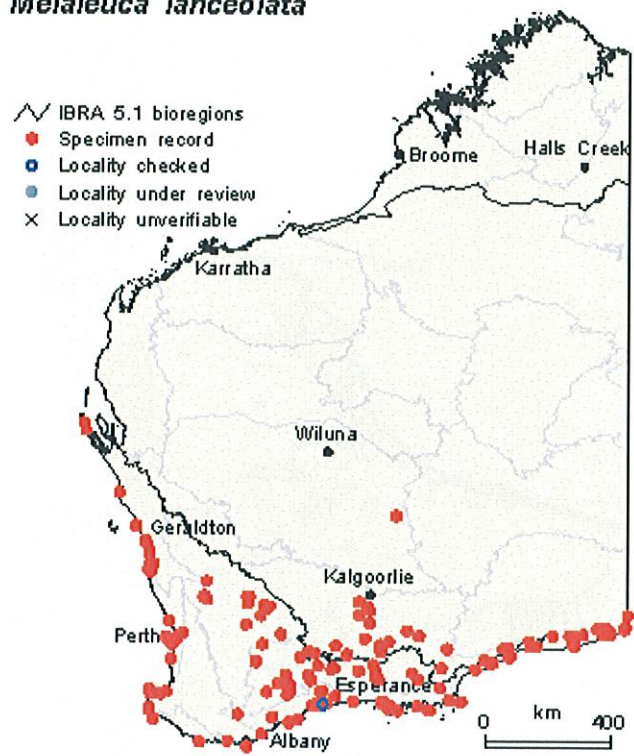 Melaleuca lanceolata
IBRA 5.1 bioregions
Specimen record
Locality checked
Locality under review
Locality unverifiable
Broome
Halls Creek
Karratha
Wiluna
Geraldton
Kalgoorlie
Perth
Esperance
Albany
km
0 400